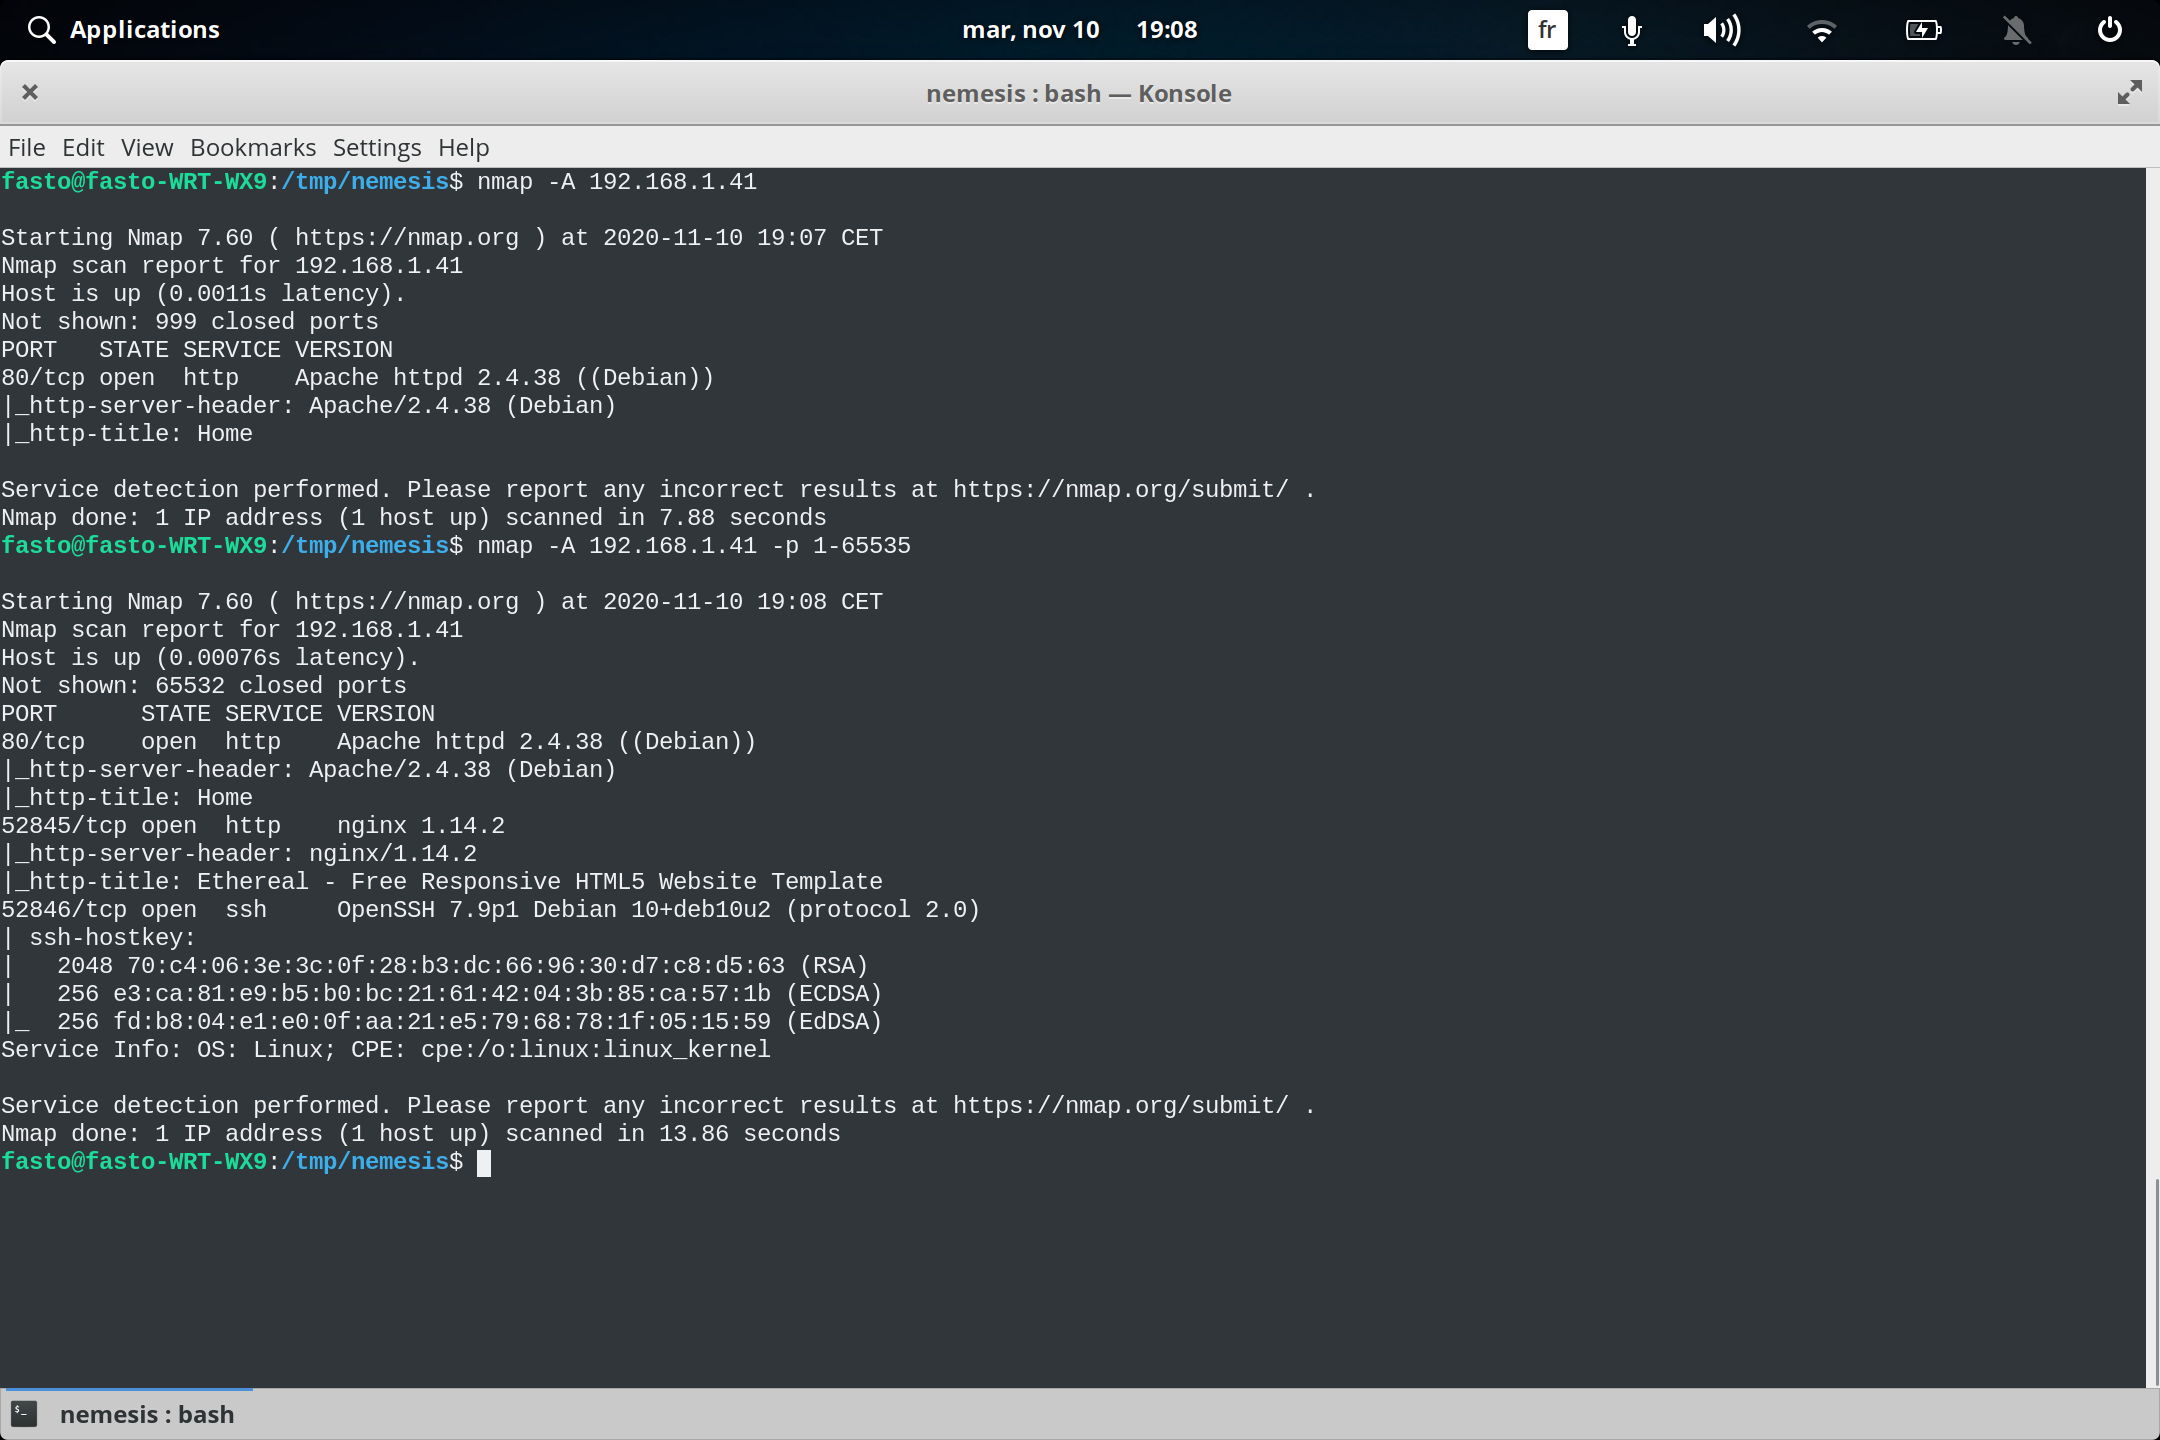 Applications mar, nov 10 19:08 fr
nemesis : bash — Konsole
File Edit View Bookmarks Settings Help
fasto@fasto-WRT-WX9:/tmp/nemesis$ nmap -A 192.168.1.41

Starting Nmap 7.60 ( https://nmap.org ) at 2020-11-10 19:07 CET
Nmap scan report for 192.168.1.41
Host is up (0.0011s latency).
Not shown: 999 closed ports
PORT   STATE SERVICE VERSION
80/tcp open  http    Apache httpd 2.4.38 ((Debian))
|_http-server-header: Apache/2.4.38 (Debian)
|_http-title: Home

Service detection performed. Please report any incorrect results at https://nmap.org/submit/ .
Nmap done: 1 IP address (1 host up) scanned in 7.88 seconds
fasto@fasto-WRT-WX9:/tmp/nemesis$ nmap -A 192.168.1.41 -p 1-65535

Starting Nmap 7.60 ( https://nmap.org ) at 2020-11-10 19:08 CET
Nmap scan report for 192.168.1.41
Host is up (0.00076s latency).
Not shown: 65532 closed ports
PORT      STATE SERVICE VERSION
80/tcp    open  http    Apache httpd 2.4.38 ((Debian))
|_http-server-header: Apache/2.4.38 (Debian)
|_http-title: Home
52845/tcp open  http    nginx 1.14.2
|_http-server-header: nginx/1.14.2
|_http-title: Ethereal - Free Responsive HTML5 Website Template
52846/tcp open  ssh     OpenSSH 7.9p1 Debian 10+deb10u2 (protocol 2.0)
| ssh-hostkey:
|   2048 70:c4:06:3e:3c:0f:28:b3:dc:66:96:30:d7:c8:d5:63 (RSA)
|   256 e3:ca:81:e9:b5:b0:bc:21:61:42:04:3b:85:ca:57:1b (ECDSA)
|_  256 fd:b8:04:e1:e0:0f:aa:21:e5:79:68:78:1f:05:15:59 (EdDSA)
Service Info: OS: Linux; CPE: cpe:/o:linux:linux_kernel

Service detection performed. Please report any incorrect results at https://nmap.org/submit/ .
Nmap done: 1 IP address (1 host up) scanned in 13.86 seconds
fasto@fasto-WRT-WX9:/tmp/nemesis$
nemesis : bash